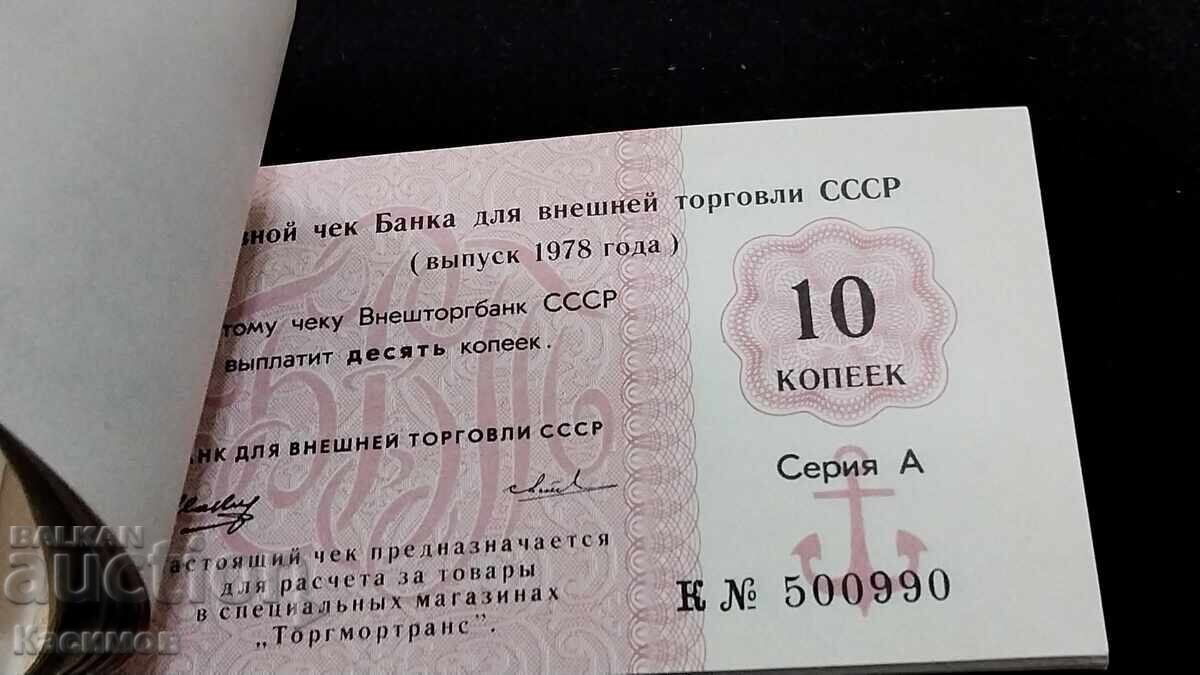 вной чек Банка для внешней торговли СССР
(выпуск 1978 года)
тому чеку Внешторгбанк СССР
выплатит десять копеек.
АНК ДЛЯ ВНЕШНЕЙ ТОРГОВЛИ СССР
астоящий чек предназначается
для расчета за товары
в специальных магазинах
„Торгмортранс“.
10
КОПЕЕК
Серия А
К № 500990
BALKAN
auction
Касимов